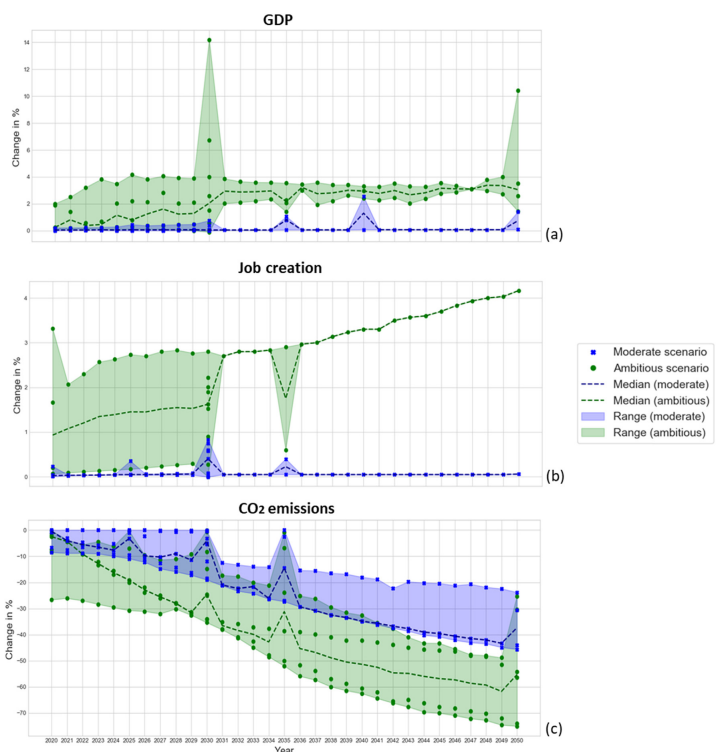 GDP
Change in %
14
12
10
8
6
4
2
0
(a)
Job creation
Change in %
4
3
2
1
0
(b)
Moderate scenario
Ambitious scenario
Median (moderate)
Median (ambitious)
Range (moderate)
Range (ambitious)
CO2 emissions
Change in %
0
−10
−20
−30
−40
−50
−60
−70
(c)
2020 2021 2022 2023 2024 2025 2026 2027 2028 2029 2030 2031 2032 2033 2034 2035 2036 2037 2038 2039 2040 2041 2042 2043 2044 2045 2046 2047 2048 2049 2050
Year